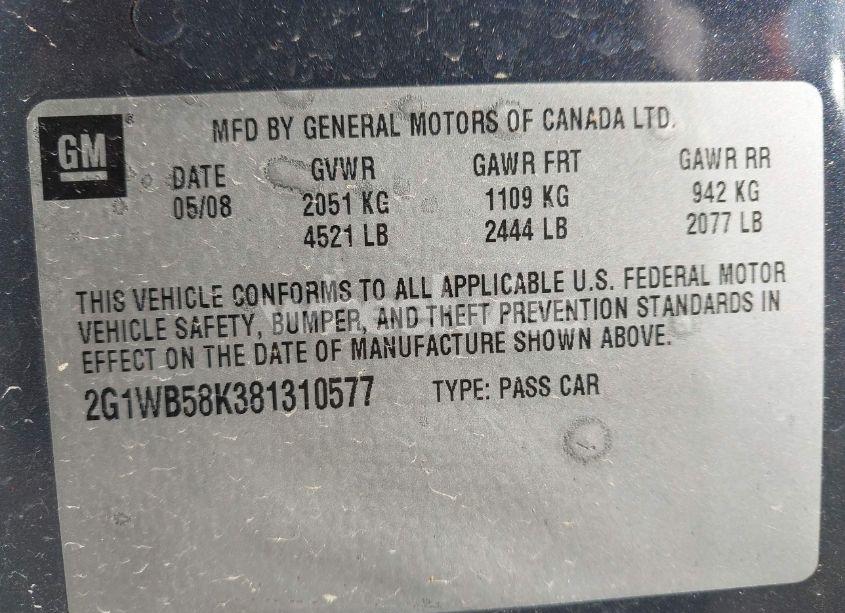 GM
MFD BY GENERAL MOTORS OF CANADA LTD.
DATE GVWR GAWR FRT GAWR RR
05/08 2051 KG 1109 KG 942 KG
4521 LB 2444 LB 2077 LB
THIS VEHICLE CONFORMS TO ALL APPLICABLE U.S. FEDERAL MOTOR
VEHICLE SAFETY, BUMPER, AND THEFT PREVENTION STANDARDS IN
EFFECT ON THE DATE OF MANUFACTURE SHOWN ABOVE.
2G1WB58K381310577 TYPE: PASS CAR